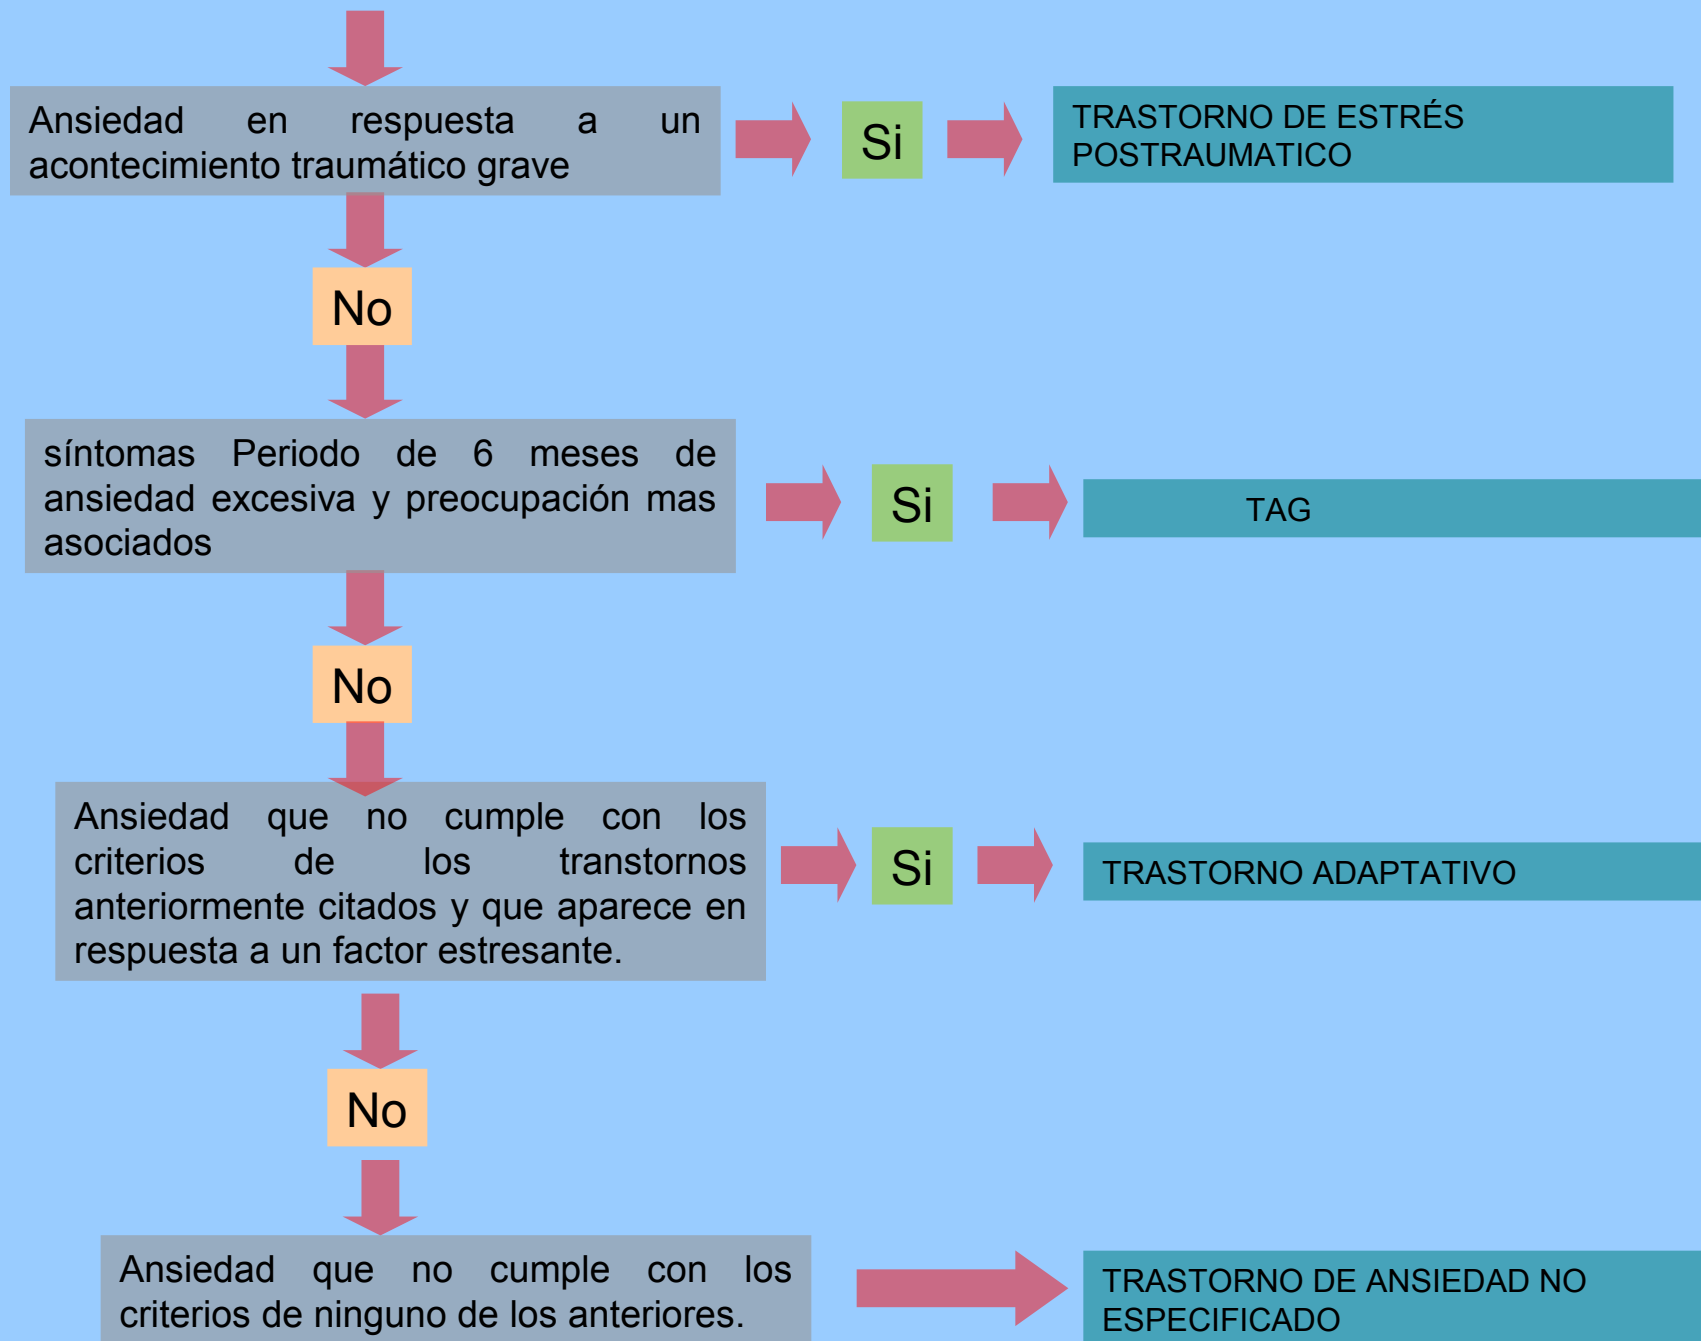 Ansiedad en respuesta a un
acontecimiento traumático grave
Si
TRASTORNO DE ESTRÉS
POSTRAUMATICO
No
síntomas Periodo de 6 meses de
ansiedad excesiva y preocupación mas
asociados
Si
TAG
No
Ansiedad que no cumple con los
criterios de los transtornos
anteriormente citados y que aparece en
respuesta a un factor estresante.
Si
TRASTORNO ADAPTATIVO
No
Ansiedad que no cumple con los
criterios de ninguno de los anteriores.
TRASTORNO DE ANSIEDAD NO
ESPECIFICADO